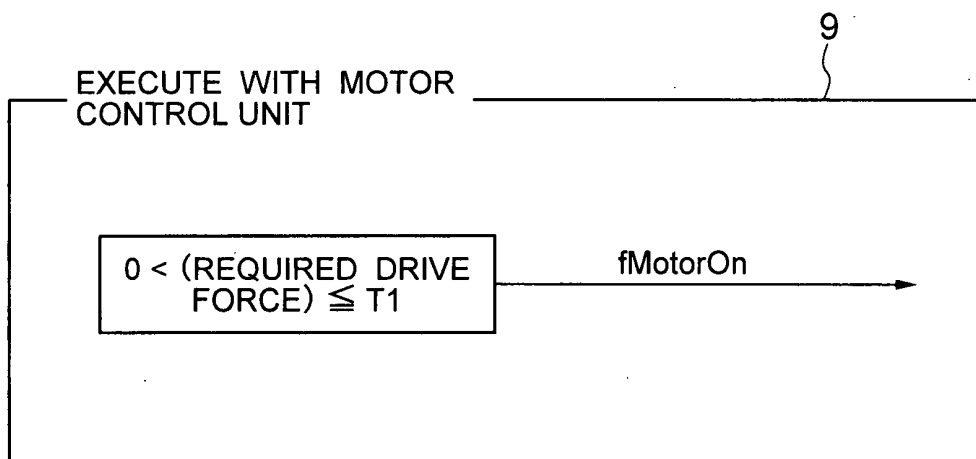 9
EXECUTE WITH MOTOR
CONTROL UNIT
0 < (REQUIRED DRIVE
FORCE) ≦ T1
fMotorOn